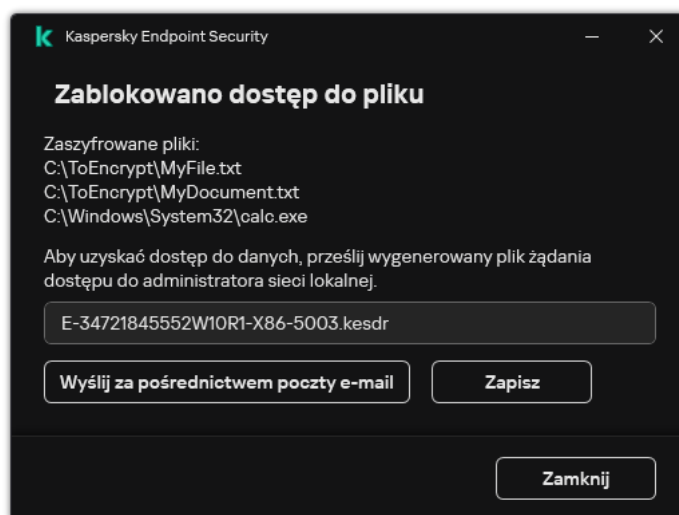 Kaspersky Endpoint Security
Zablokowano dostęp do pliku
Zaszyfrowane pliki:
C:\ToEncrypt\MyFile.txt
C:\ToEncrypt\MyDocument.txt
C:\Windows\System32\calc.exe
Aby uzyskać dostęp do danych, prześlij wygenerowany plik żądania
dostępu do administratora sieci lokalnej.
E-34721845552W10R1-X86-5003.kesdr
Wyślij za pośrednictwem poczty e-mail
Zapisz
Zamknij